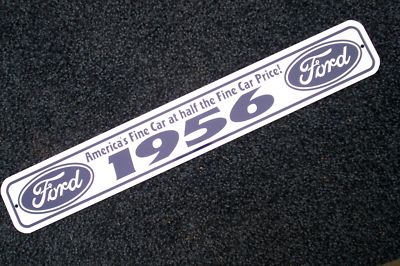 Ford
America's Fine Car at half the Fine Car Price!
1956
Ford